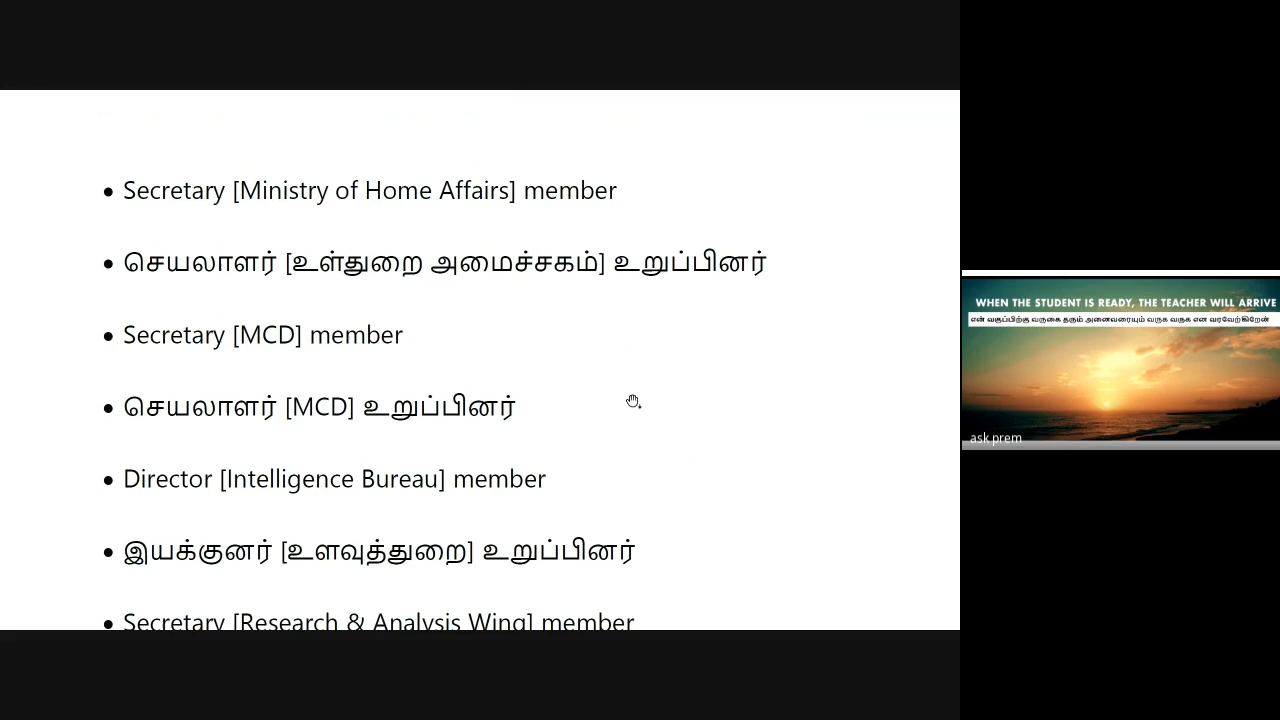 • Secretary [Ministry of Home Affairs] member
• செயலாளர் [உள்துறை அமைச்சகம்] உறுப்பினர்
• Secretary [MCD] member
• செயலாளர் [MCD] உறுப்பினர்
• Director [Intelligence Bureau] member
• இயக்குனர் [உளவுத்துறை] உறுப்பினர்
• Secretary [Research & Analysis Wing] member
WHEN THE STUDENT IS READY, THE TEACHER WILL ARRIVE
என் வகுப்பிற்கு வருகை தரும் அனைவரையும் வருக வருக என வரவேற்கிறேன்
ask prem